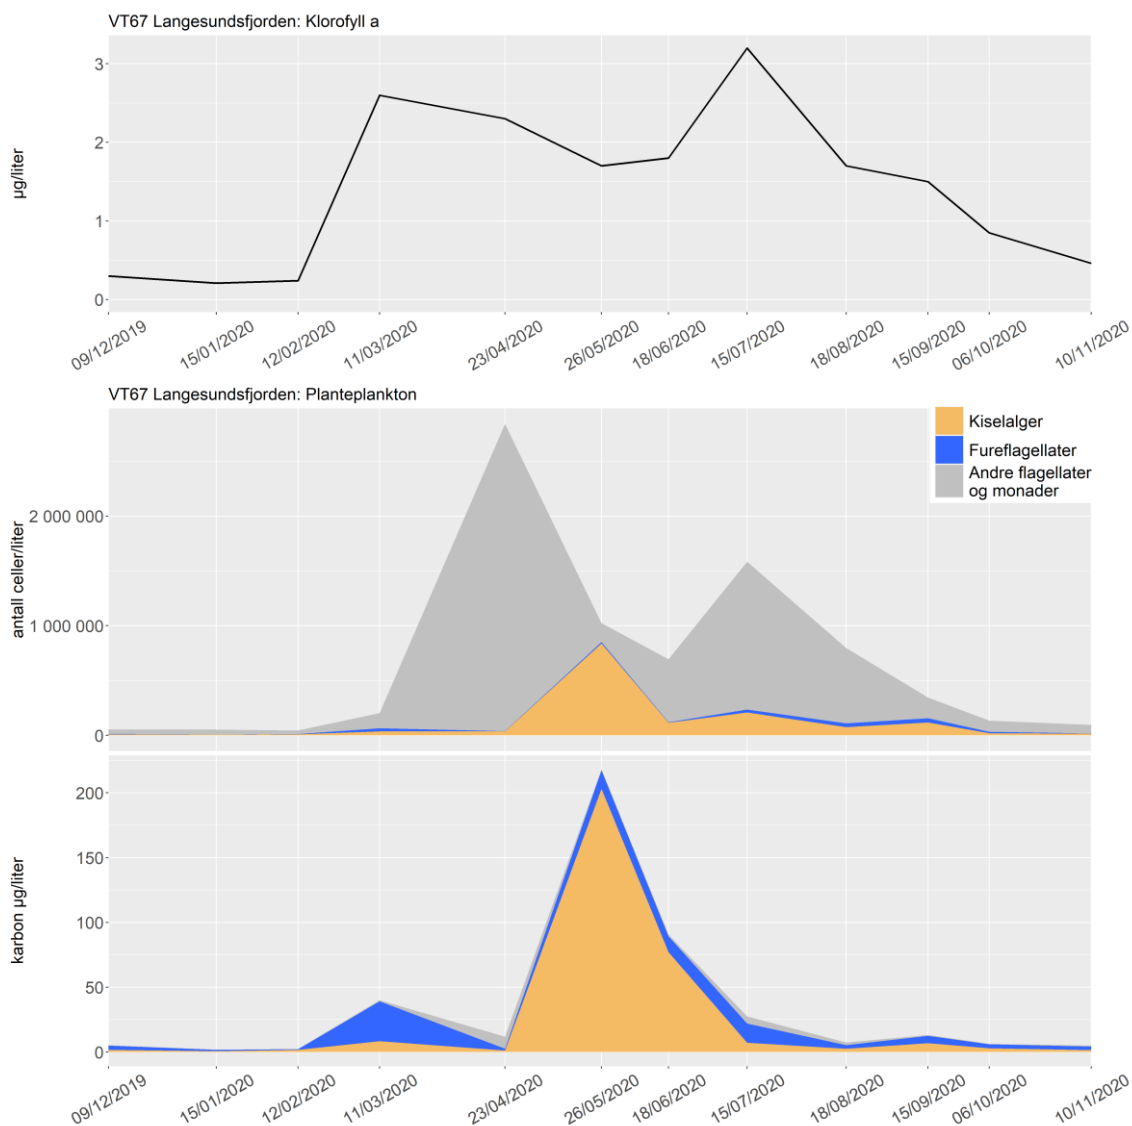 VT67 Langesundsfjorden: Klorofyll a
µg/liter
3
2
1
0
09/12/2019 15/01/2020 12/02/2020 11/03/2020 23/04/2020 26/05/2020 18/06/2020 15/07/2020 18/08/2020 15/09/2020 06/10/2020 10/11/2020
VT67 Langesundsfjorden: Planteplankton
Kiselalger
Fureflagellater
Andre flagellater
og monader
antall celler/liter
2 000 000
1 000 000
0
karbon µg/liter
200
150
100
50
0
09/12/2019 15/01/2020 12/02/2020 11/03/2020 23/04/2020 26/05/2020 18/06/2020 15/07/2020 18/08/2020 15/09/2020 06/10/2020 10/11/2020